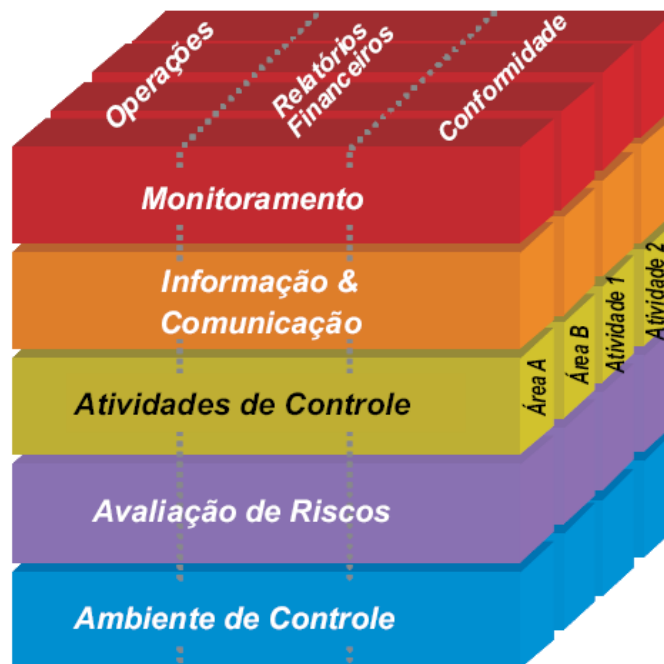 Operações
Relatórios
Financeiros
Conformidade
Monitoramento
Informação &
Comunicação
Atividades de Controle
Avaliação de Riscos
Ambiente de Controle
Área A
Área B
Atividade 1
Atividade 2